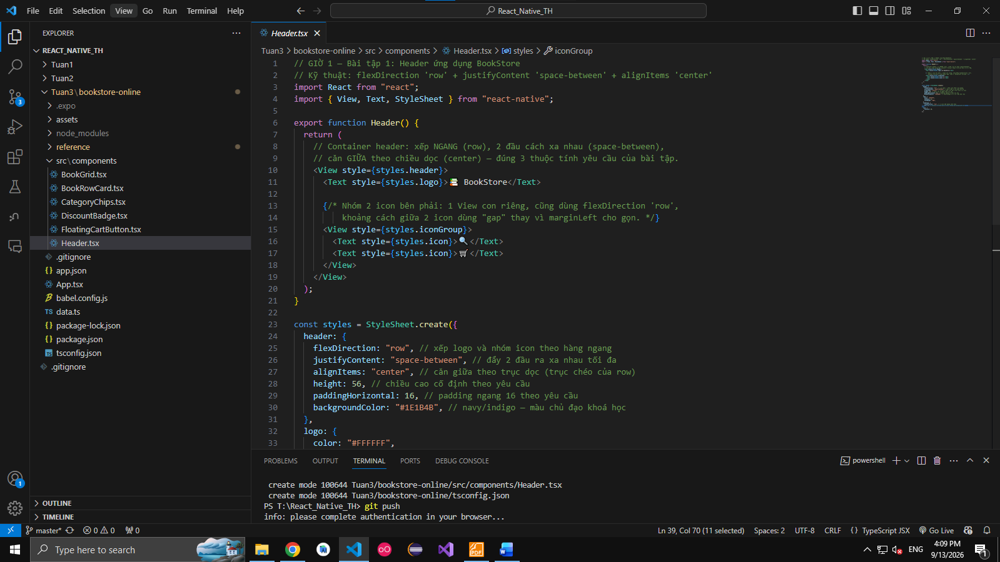 File Edit Selection View Go Run Terminal Help
React_Native_TH
EXPLORER
REACT_NATIVE_TH
Tuan1
Tuan2
Tuan3\bookstore-online
.expo
assets
node_modules
reference
src\components
BookGrid.tsx
BookRowCard.tsx
CategoryChips.tsx
DiscountBadge.tsx
FloatingCartButton.tsx
Header.tsx
.gitignore
app.json
App.tsx
babel.config.js
TS data.ts
package-lock.json
package.json
tsconfig.json
.gitignore
OUTLINE
TIMELINE
3
1
Header.tsx
Tuan3 > bookstore-online > src > components > Header.tsx > styles > iconGroup
1 // GIỜ 1 – Bài tập 1: Header ứng dụng BookStore
2 // Kỹ thuật: flexDirection 'row' + justifyContent 'space-between' + alignItems 'center'
3 import React from "react";
4 import { View, Text, StyleSheet } from "react-native";
5
6 export function Header() {
7 return (
8 // Container header: xếp NGANG (row), 2 đầu cách xa nhau (space-between),
9 // căn GIỮA theo chiều dọc (center) – đúng 3 thuộc tính yêu cầu của bài tập.
10 <View style={styles.header}>
11 <Text style={styles.logo}>📚 BookStore</Text>
12
13 {/* Nhóm 2 icon bên phải: 1 View con riêng, cũng dùng flexDirection 'row',
14 khoảng cách giữa 2 icon dùng "gap" thay vì marginLeft cho gọn. */}
15 <View style={styles.iconGroup}>
16 <Text style={styles.icon}>🔍</Text>
17 <Text style={styles.icon}>🛒</Text>
18 </View>
19 </View>
20 );
21 }
22
23 const styles = StyleSheet.create({
24 header: {
25 flexDirection: "row", // xếp logo và nhóm icon theo hàng ngang
26 justifyContent: "space-between", // đẩy 2 đầu ra xa nhau tối đa
27 alignItems: "center", // căn giữa theo trục dọc (trục chéo của row)
28 height: 56, // chiều cao cố định theo yêu cầu
29 paddingHorizontal: 16, // padding ngang 16 theo yêu cầu
30 backgroundColor: "#1E1B4B", // navy/indigo – màu chủ đạo khoá học
31 },
32 logo: {
33 color: "#FFFFFF",
PROBLEMS OUTPUT TERMINAL PORTS DEBUG CONSOLE
powershell
create mode 100644 Tuan3/bookstore-online/src/components/Header.tsx
create mode 100644 Tuan3/bookstore-online/tsconfig.json
PS T:\React_Native_TH> git push
info: please complete authentication in your browser...
master* 0 0 0
Ln 39, Col 70 (11 selected) Spaces: 2 UTF-8 CRLF {} TypeScript JSX Go Live
Type here to search
PDF
ENG
4:09 PM
9/13/2026
1